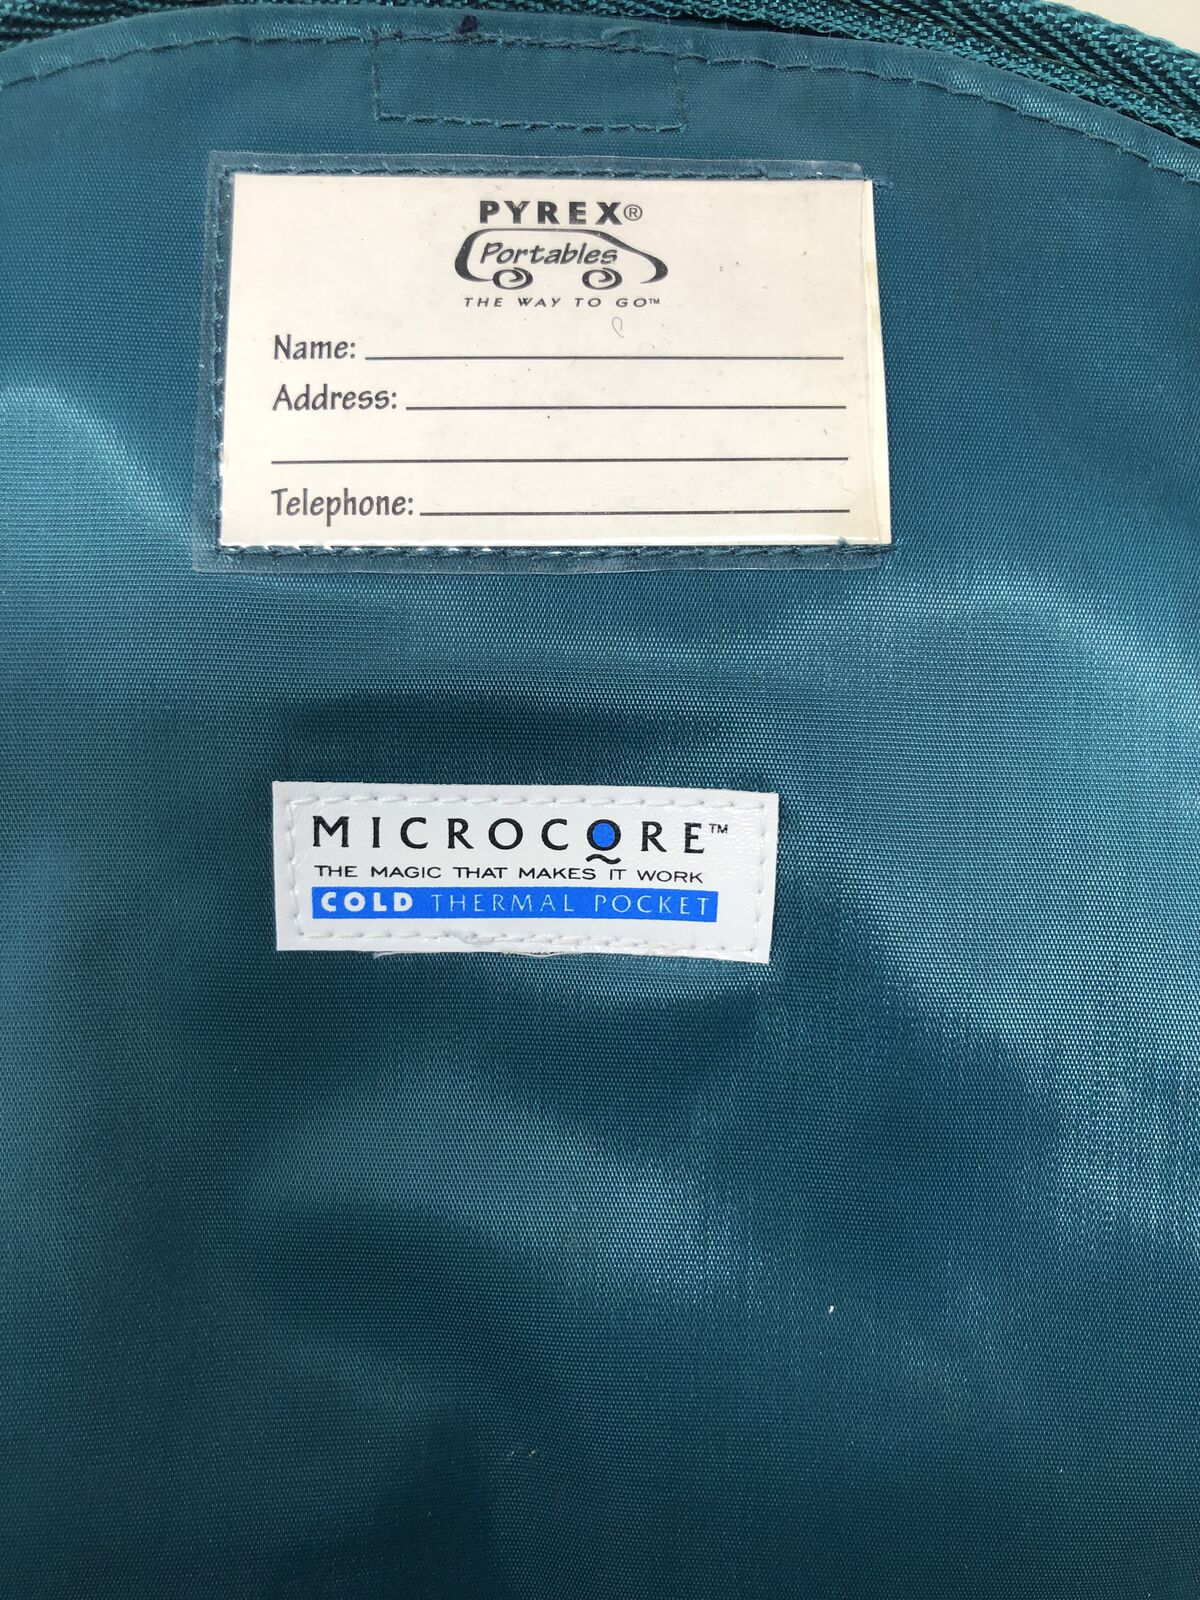 PYREX®
Portables
THE WAY TO GO™
Name:
Address:
Telephone:
MICROCORE™
THE MAGIC THAT MAKES IT WORK
COLD THERMAL POCKET